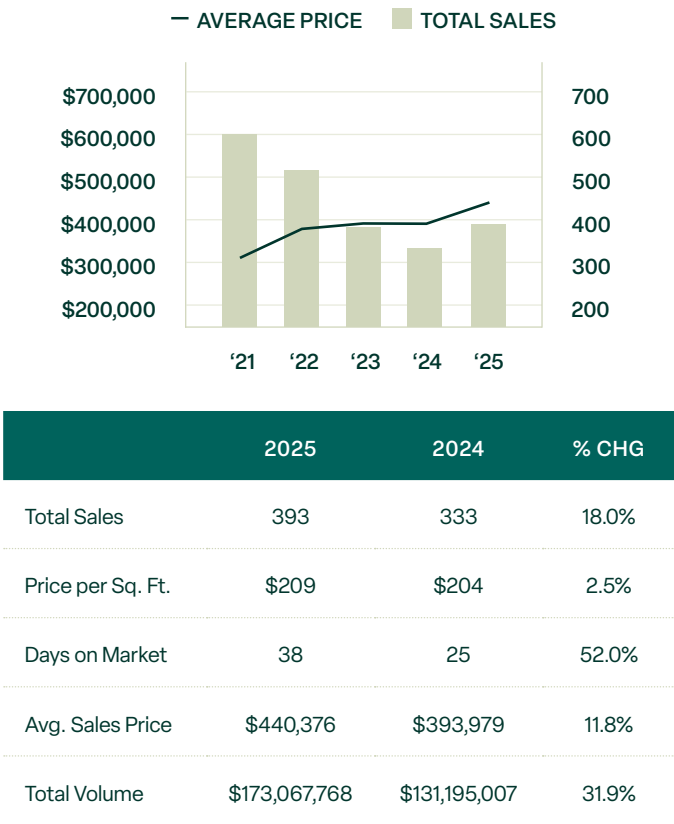 AVERAGE PRICE TOTAL SALES
$700,000 700
$600,000 600
$500,000 500
$400,000 400
$300,000 300
$200,000 200
‘21 ‘22 ‘23 ‘24 ‘25
2025 2024 % CHG
Total Sales 393 333 18.0%
Price per Sq. Ft. $209 $204 2.5%
Days on Market 38 25 52.0%
Avg. Sales Price $440,376 $393,979 11.8%
Total Volume $173,067,768 $131,195,007 31.9%